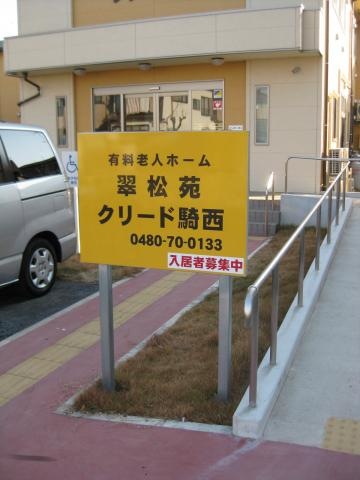 有料老人ホーム
翠松苑
クリード騎西
0480-70-0133
入居者募集中